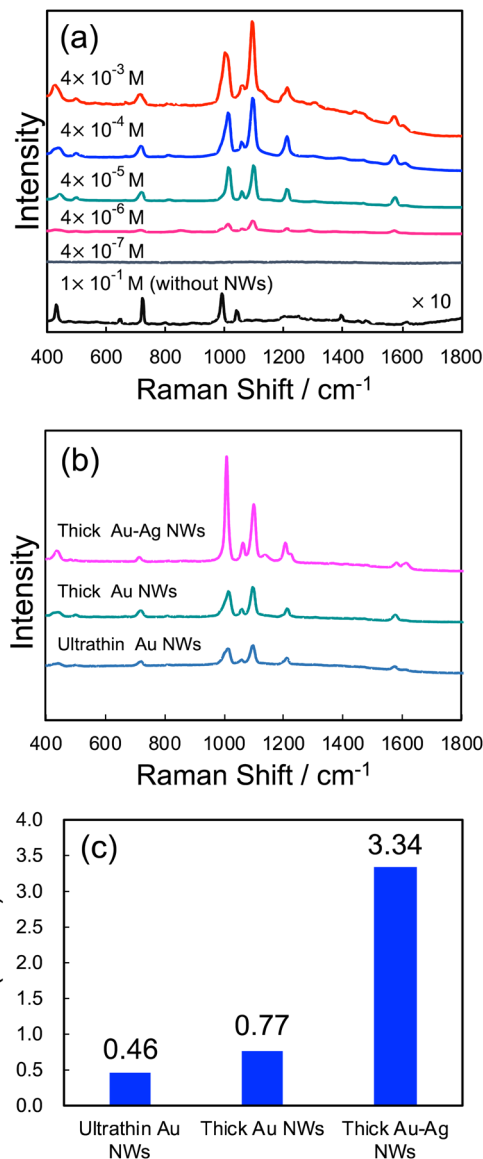 (a)
4× 10-3 M
4× 10-4 M
4× 10-5 M
4× 10-6 M
4× 10-7 M
1× 10-1 M (without NWs)
× 10
Intensity
400 600 800 1000 1200 1400 1600 1800
Raman Shift / cm-1
(b)
Thick Au-Ag NWs
Thick Au NWs
Ultrathin Au NWs
Intensity
400 600 800 1000 1200 1400 1600 1800
Raman Shift / cm-1
(c)
4.0
3.5
3.0
2.5
2.0
1.5
1.0
0.5
0.0
0.46
0.77
3.34
Ultrathin Au
NWs
Thick Au NWs
Thick Au-Ag
NWs